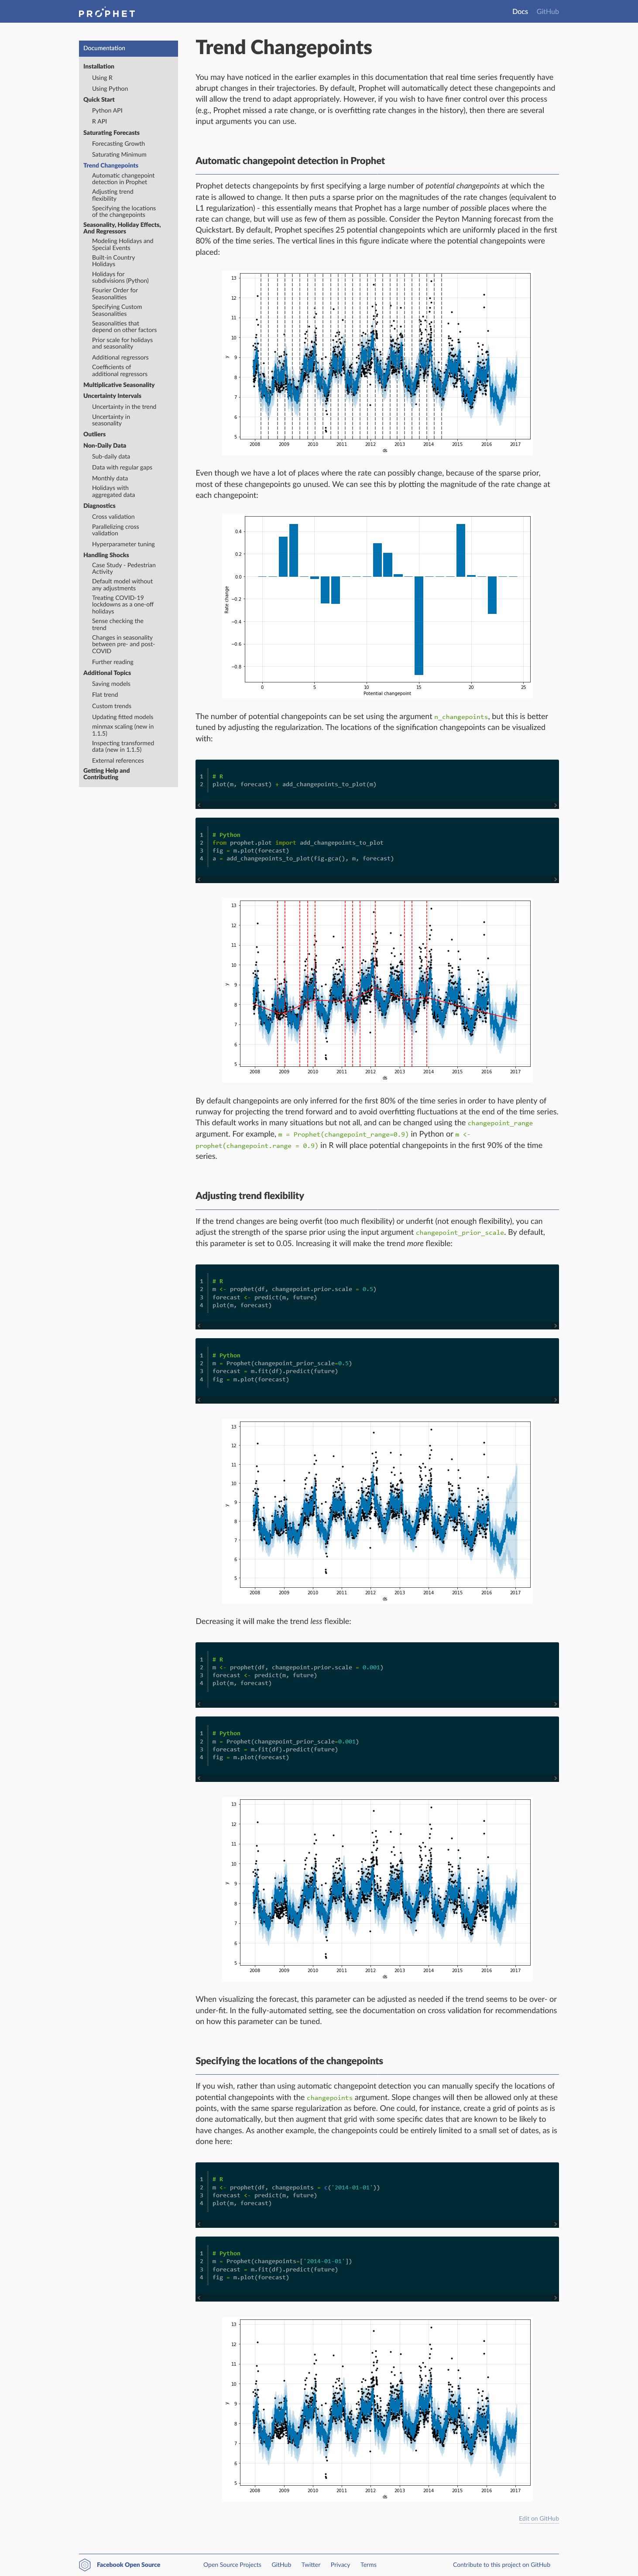 PROPHET
Docs
GitHub
Documentation
Installation
Using R
Using Python
Quick Start
Python API
R API
Saturating Forecasts
Forecasting Growth
Saturating Minimum
Trend Changepoints
Automatic changepoint
detection in Prophet
Adjusting trend
flexibility
Specifying the locations
of the changepoints
Seasonality, Holiday Effects,
And Regressors
Modeling Holidays and
Special Events
Built-in Country
Holidays
Holidays for
subdivisions (Python)
Fourier Order for
Seasonalities
Specifying Custom
Seasonalities
Seasonalities that
depend on other factors
Prior scale for holidays
and seasonality
Additional regressors
Coefficients of
additional regressors
Multiplicative Seasonality
Uncertainty Intervals
Uncertainty in the trend
Uncertainty in
seasonality
Outliers
Non-Daily Data
Sub-daily data
Data with regular gaps
Monthly data
Holidays with
aggregated data
Diagnostics
Cross validation
Parallelizing cross
validation
Hyperparameter tuning
Handling Shocks
Case Study - Pedestrian
Activity
Default model without
any adjustments
Treating COVID-19
lockdowns as a one-off
holidays
Sense checking the
trend
Changes in seasonality
between pre- and post-
COVID
Further reading
Additional Topics
Saving models
Flat trend
Custom trends
Updating fitted models
minmax scaling (new in
1.1.5)
Inspecting transformed
data (new in 1.1.5)
External references
Getting Help and
Contributing
Trend Changepoints
You may have noticed in the earlier examples in this documentation that real time series frequently have
abrupt changes in their trajectories. By default, Prophet will automatically detect these changepoints and
will allow the trend to adapt appropriately. However, if you wish to have finer control over this process
(e.g., Prophet missed a rate change, or is overfitting rate changes in the history), then there are several
input arguments you can use.
Automatic changepoint detection in Prophet
Prophet detects changepoints by first specifying a large number of potential changepoints at which the
rate is allowed to change. It then puts a sparse prior on the magnitudes of the rate changes (equivalent to
L1 regularization) - this essentially means that Prophet has a large number of possible places where the
rate can change, but will use as few of them as possible. Consider the Peyton Manning forecast from the
Quickstart. By default, Prophet specifies 25 potential changepoints which are uniformly placed in the first
80% of the time series. The vertical lines in this figure indicate where the potential changepoints were
placed:
13
12
11
10
9
8
7
6
5
y
2008 2009 2010 2011 2012 2013 2014 2015 2016 2017
ds
Even though we have a lot of places where the rate can possibly change, because of the sparse prior,
most of these changepoints go unused. We can see this by plotting the magnitude of the rate change at
each changepoint:
0.4
0.2
0.0
−0.2
−0.4
−0.6
−0.8
Rate change
0 5 10 15 20 25
Potential changepoint
The number of potential changepoints can be set using the argument n_changepoints, but this is better
tuned by adjusting the regularization. The locations of the signification changepoints can be visualized
with:
1 # R
2 plot(m, forecast) + add_changepoints_to_plot(m)
1 # Python
2 from prophet.plot import add_changepoints_to_plot
3 fig = m.plot(forecast)
4 a = add_changepoints_to_plot(fig.gca(), m, forecast)
13
12
11
10
9
8
7
6
5
y
2008 2009 2010 2011 2012 2013 2014 2015 2016 2017
ds
By default changepoints are only inferred for the first 80% of the time series in order to have plenty of
runway for projecting the trend forward and to avoid overfitting fluctuations at the end of the time series.
This default works in many situations but not all, and can be changed using the changepoint_range
argument. For example, m = Prophet(changepoint_range=0.9) in Python or m <-
prophet(changepoint.range = 0.9) in R will place potential changepoints in the first 90% of the time
series.
Adjusting trend flexibility
If the trend changes are being overfit (too much flexibility) or underfit (not enough flexibility), you can
adjust the strength of the sparse prior using the input argument changepoint_prior_scale. By default,
this parameter is set to 0.05. Increasing it will make the trend more flexible:
1 # R
2 m <- prophet(df, changepoint.prior.scale = 0.5)
3 forecast <- predict(m, future)
4 plot(m, forecast)
1 # Python
2 m = Prophet(changepoint_prior_scale=0.5)
3 forecast = m.fit(df).predict(future)
4 fig = m.plot(forecast)
13
12
11
10
9
8
7
6
5
y
2008 2009 2010 2011 2012 2013 2014 2015 2016 2017
ds
Decreasing it will make the trend less flexible:
1 # R
2 m <- prophet(df, changepoint.prior.scale = 0.001)
3 forecast <- predict(m, future)
4 plot(m, forecast)
1 # Python
2 m = Prophet(changepoint_prior_scale=0.001)
3 forecast = m.fit(df).predict(future)
4 fig = m.plot(forecast)
13
12
11
10
9
8
7
6
5
y
2008 2009 2010 2011 2012 2013 2014 2015 2016 2017
ds
When visualizing the forecast, this parameter can be adjusted as needed if the trend seems to be over- or
under-fit. In the fully-automated setting, see the documentation on cross validation for recommendations
on how this parameter can be tuned.
Specifying the locations of the changepoints
If you wish, rather than using automatic changepoint detection you can manually specify the locations of
potential changepoints with the changepoints argument. Slope changes will then be allowed only at these
points, with the same sparse regularization as before. One could, for instance, create a grid of points as is
done automatically, but then augment that grid with some specific dates that are known to be likely to
have changes. As another example, the changepoints could be entirely limited to a small set of dates, as is
done here:
1 # R
2 m <- prophet(df, changepoints = c('2014-01-01'))
3 forecast <- predict(m, future)
4 plot(m, forecast)
1 # Python
2 m = Prophet(changepoints=['2014-01-01'])
3 forecast = m.fit(df).predict(future)
4 fig = m.plot(forecast)
13
12
11
10
9
8
7
6
5
y
2008 2009 2010 2011 2012 2013 2014 2015 2016 2017
ds
Edit on GitHub
Facebook Open Source
Open Source Projects
GitHub
Twitter
Privacy
Terms
Contribute to this project on GitHub